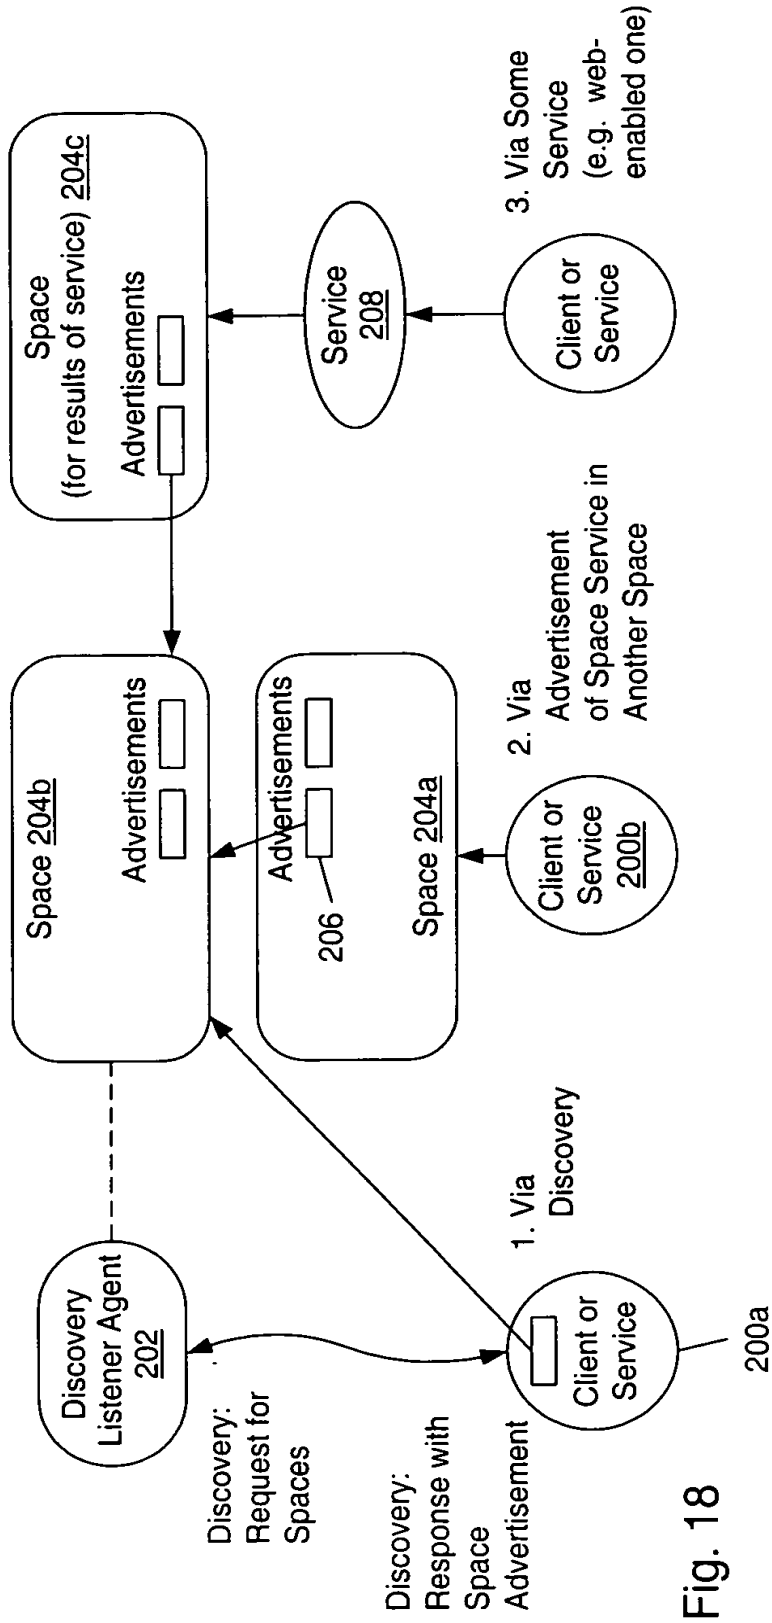 Discovery
Listener Agent
202
Discovery:
Request for
Spaces
Discovery:
Response with
Space
Advertisement
Client or
Service
200a
1. Via
Discovery
Space 204b
Advertisements
Advertisements
206
Space 204a
Client or
Service
200b
2. Via
Advertisement
of Space Service in
Another Space
Space
(for results of service) 204c
Advertisements
Service
208
Client or
Service
3. Via Some
Service
(e.g. web-
enabled one)
Fig. 18